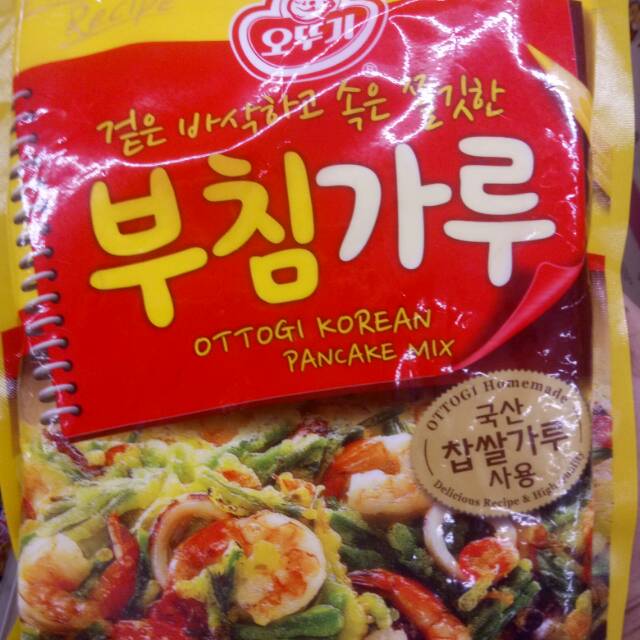 Recipe
오뚜기
겉은 바삭하고 속은 쫄깃한
부침가루
OTTOGI KOREAN
PANCAKE MIX
OTTOGI Homemade
국산
찹쌀가루
사용
Delicious Recipe & High Quality